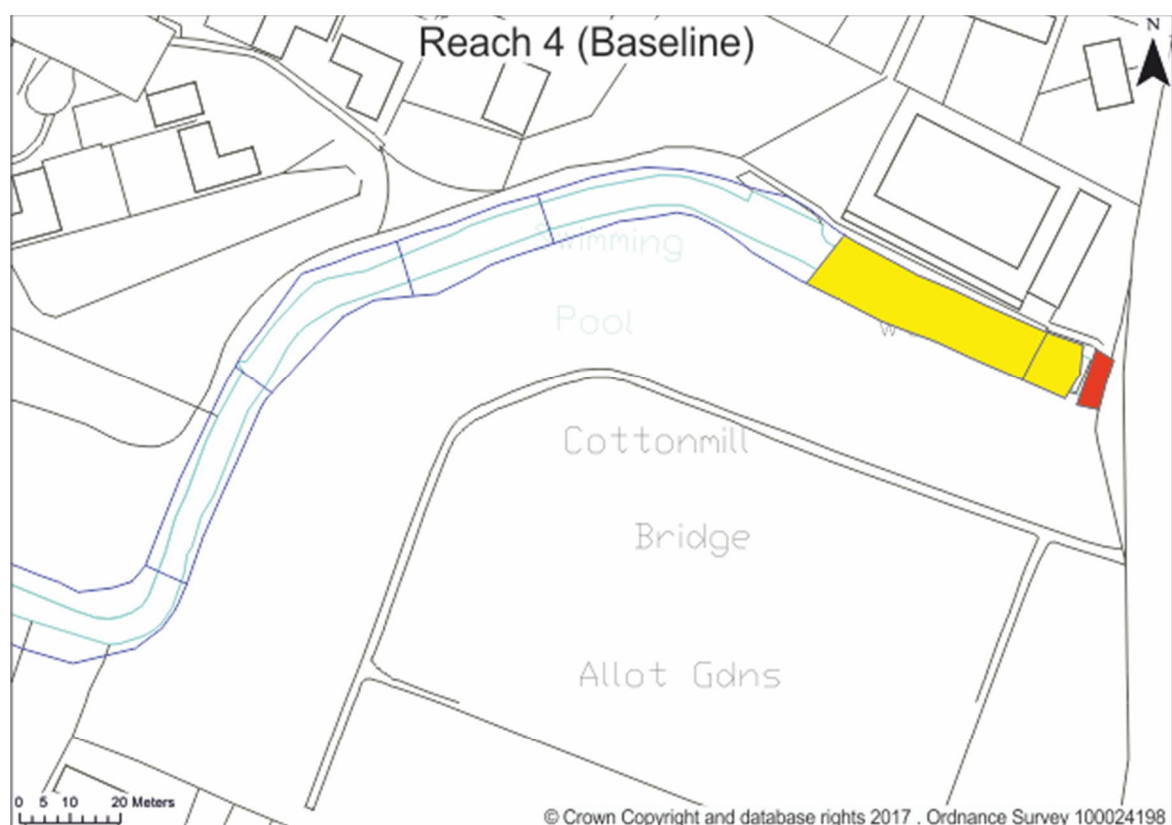 Reach 4 (Baseline)
N
Swimming
Pool
W
Cottonmill
Bridge
Allot Gdns
0 5 10 20 Meters
© Crown Copyright and database rights 2017 . Ordnance Survey 100024198